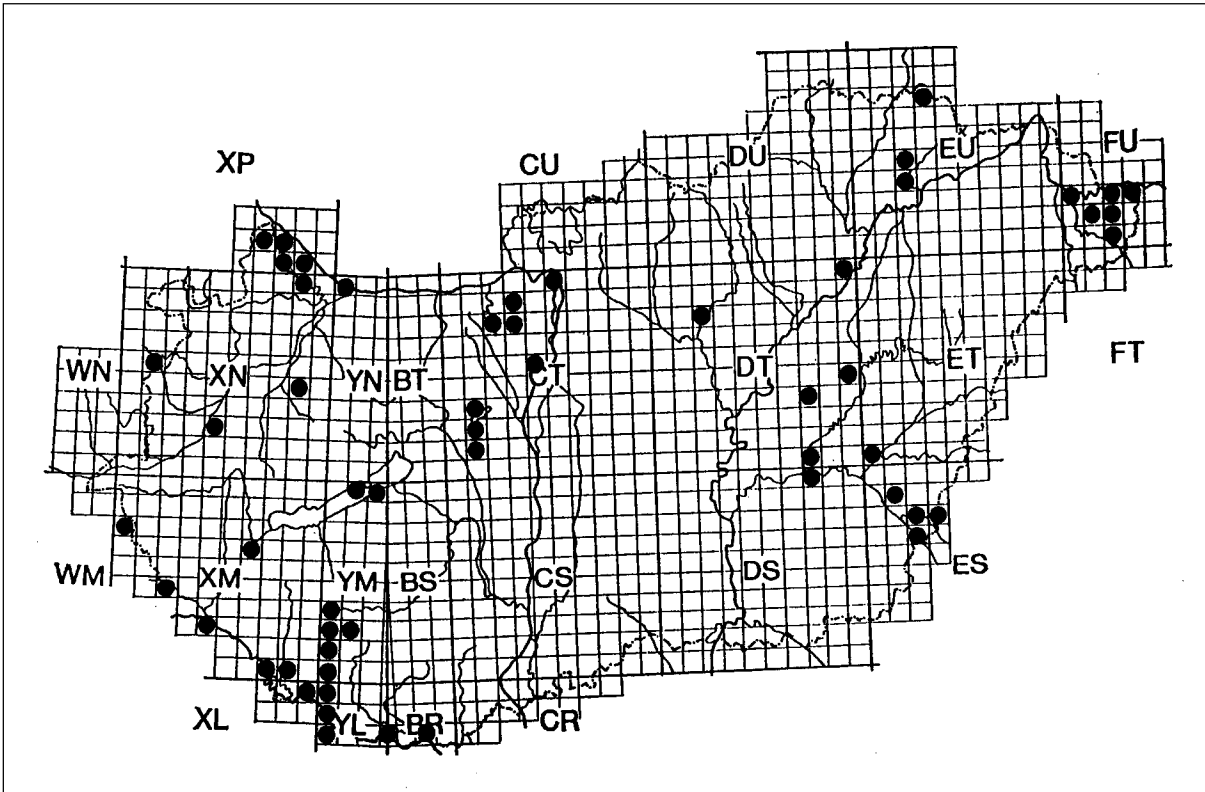 XP CU DU EU FU
WN XN YN BT CT DT ET FT
WM XM YM BS CS DS ES
XL YL BR CR